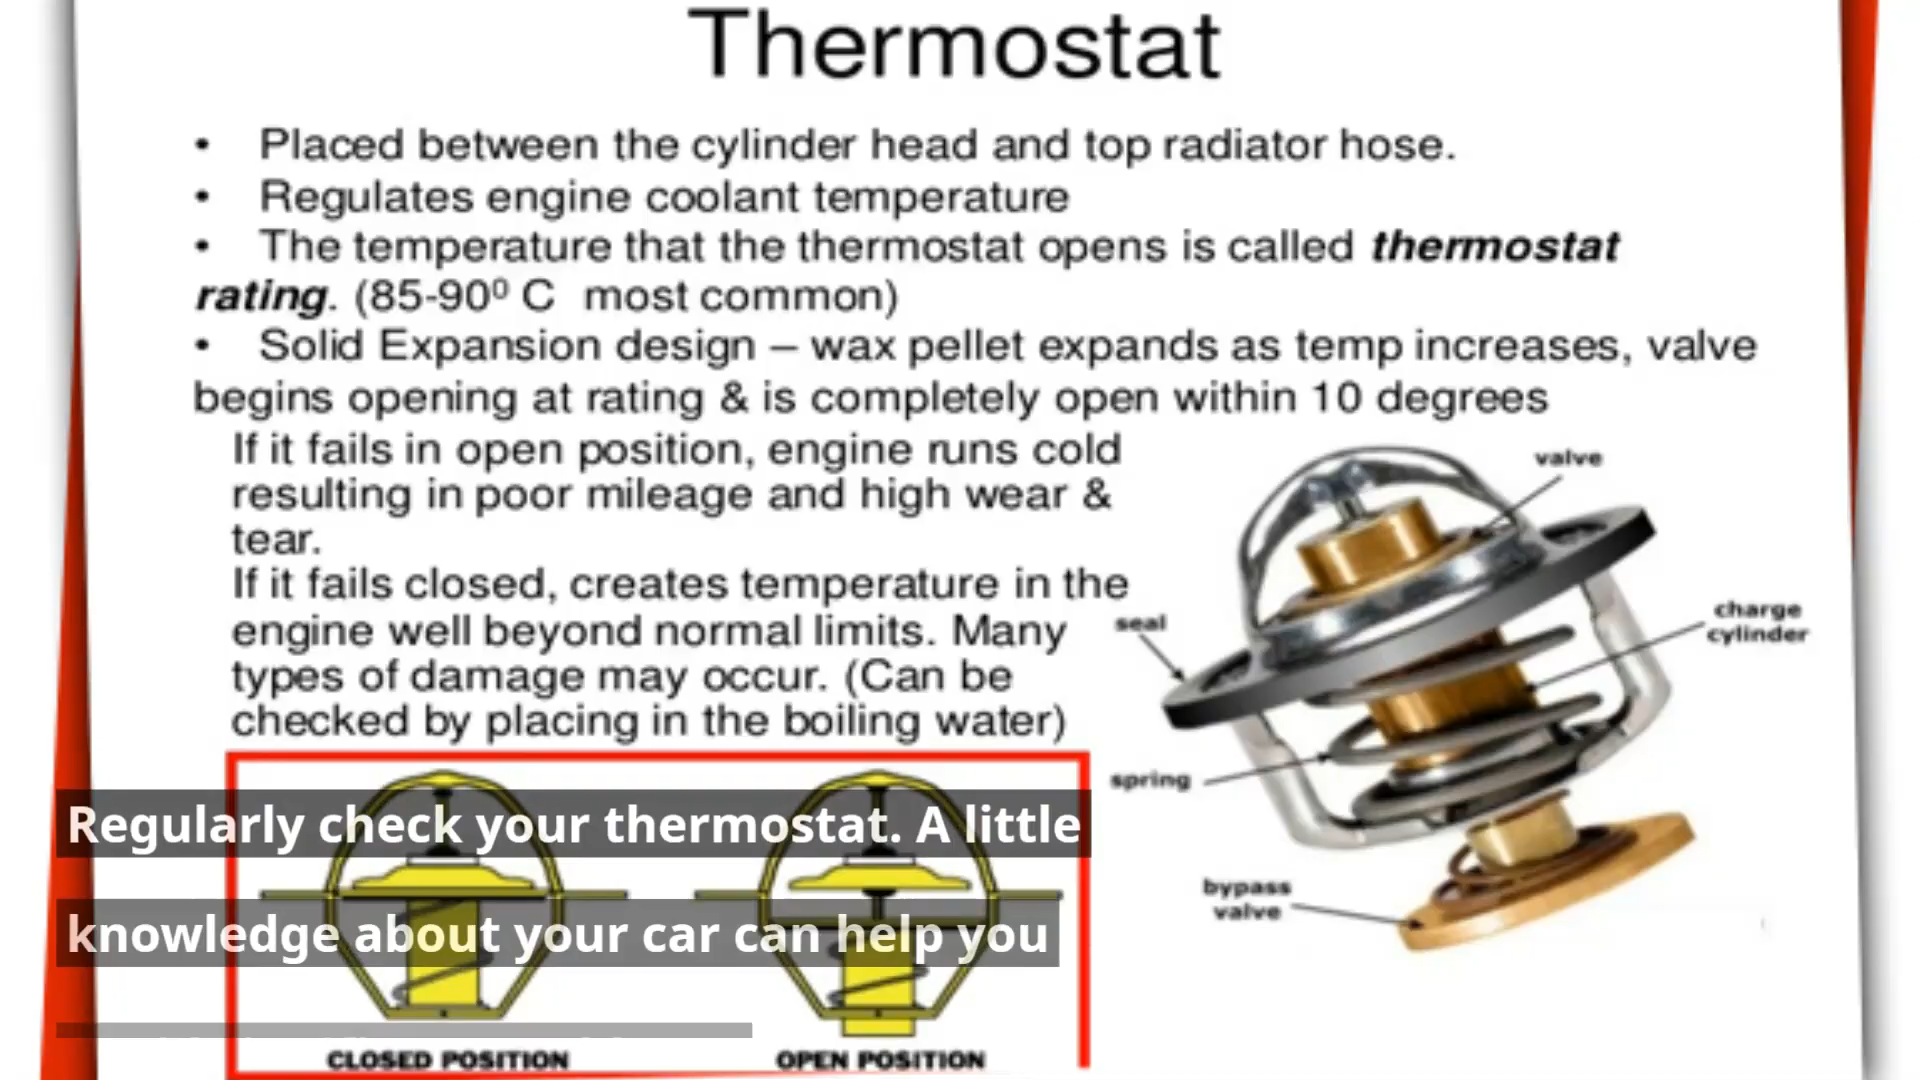 Thermostat
• Placed between the cylinder head and top radiator hose.
• Regulates engine coolant temperature
• The temperature that the thermostat opens is called thermostat
rating. (85-90⁰ C most common)
• Solid Expansion design – wax pellet expands as temp increases, valve
begins opening at rating & is completely open within 10 degrees
If it fails in open position, engine runs cold
resulting in poor mileage and high wear &
tear.
If it fails closed, creates temperature in the
engine well beyond normal limits. Many
types of damage may occur. (Can be
checked by placing in the boiling water)
valve
charge
cylinder
seal
spring
bypass
valve
Regularly check your thermostat. A little
knowledge about your car can help you
CLOSED POSITION
OPEN POSITION